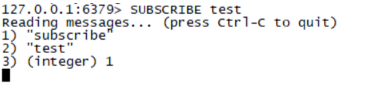 127.0.0.1:6379> SUBSCRIBE test
Reading messages... (press Ctrl-C to quit)
1) "subscribe"
2) "test"
3) (integer) 1